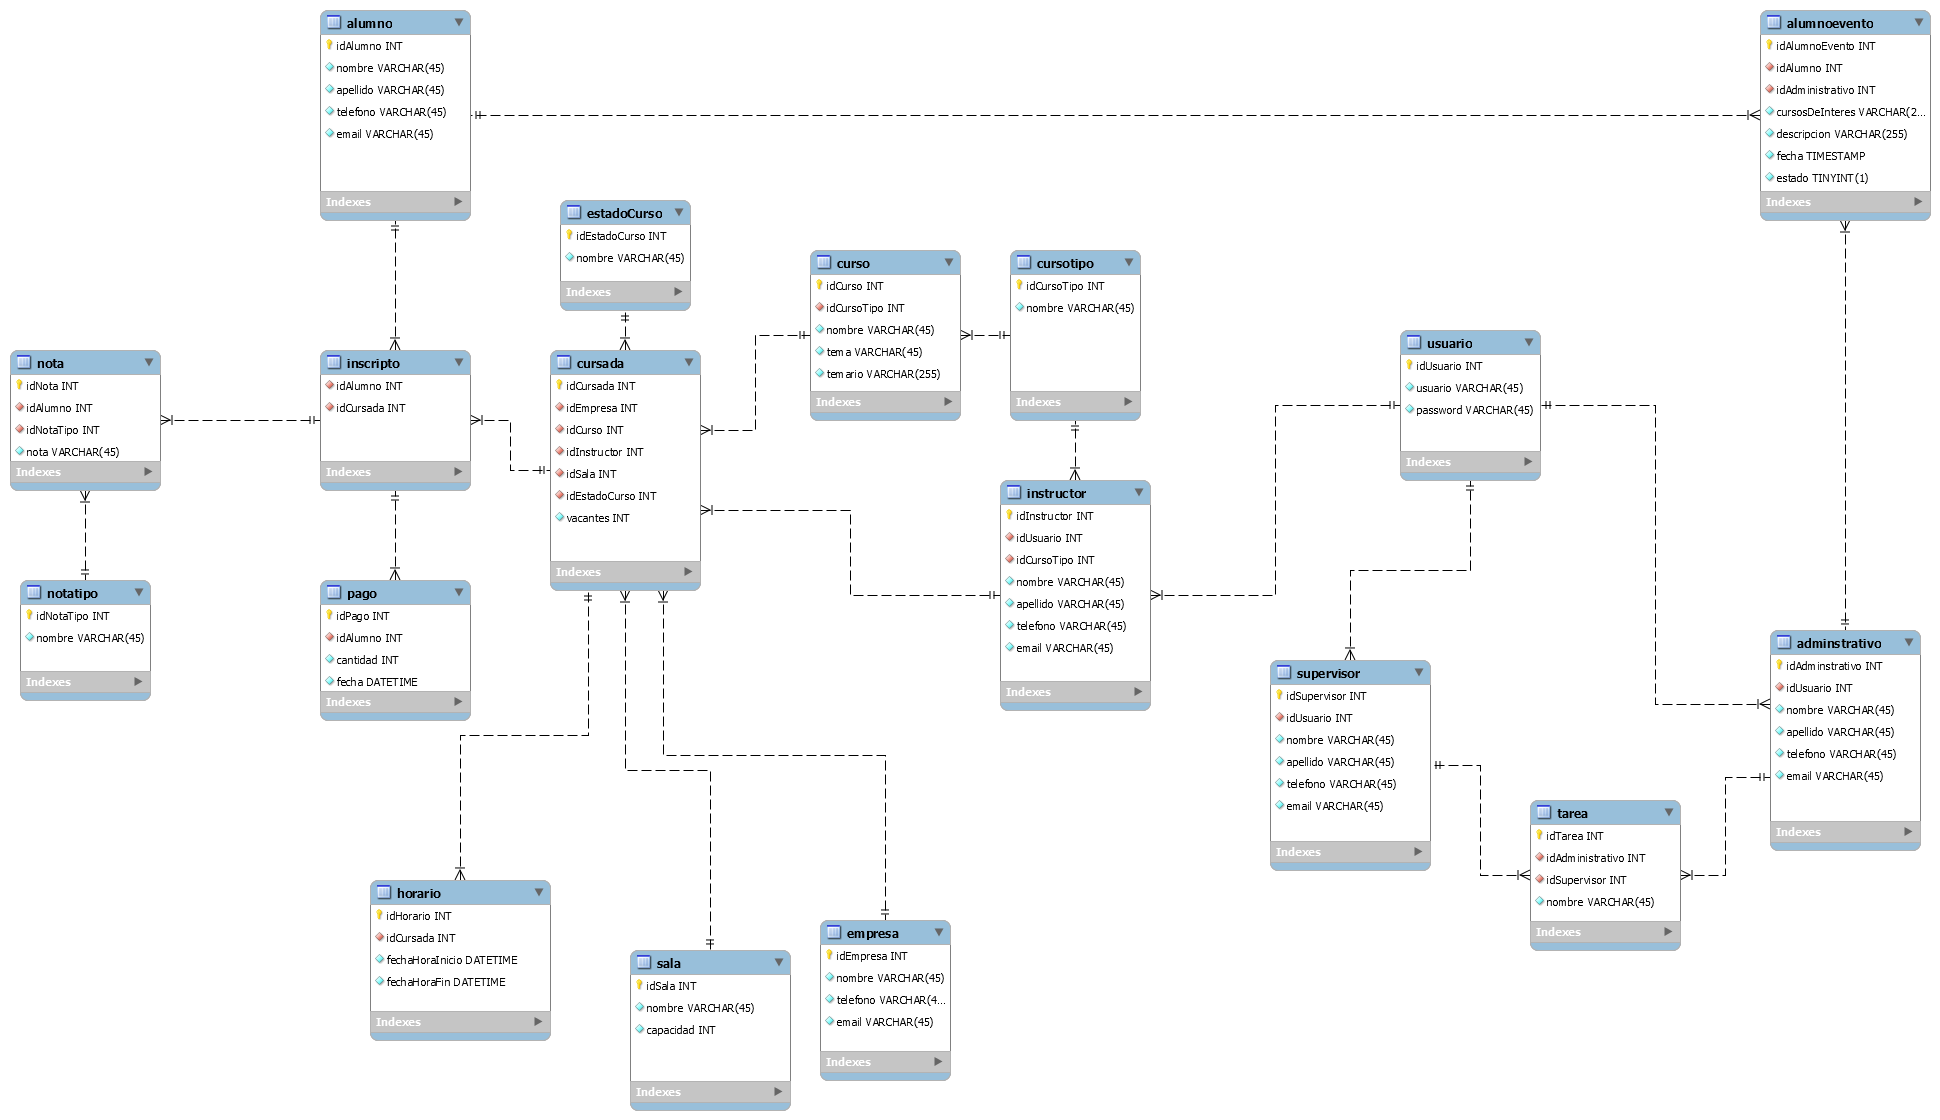 alumno
idAlumno INT
nombre VARCHAR(45)
apellido VARCHAR(45)
telefono VARCHAR(45)
email VARCHAR(45)
Indexes
alumnoevento
idAlumnoEvento INT
idAlumno INT
idAdministrativo INT
cursosDeInteres VARCHAR(2...
descripcion VARCHAR(255)
fecha TIMESTAMP
estado TINYINT(1)
Indexes
estadoCurso
idEstadoCurso INT
nombre VARCHAR(45)
Indexes
curso
idCurso INT
idCursoTipo INT
nombre VARCHAR(45)
tema VARCHAR(45)
temario VARCHAR(255)
Indexes
cursotipo
idCursoTipo INT
nombre VARCHAR(45)
Indexes
usuario
idUsuario INT
usuario VARCHAR(45)
password VARCHAR(45)
Indexes
nota
idNota INT
idAlumno INT
idNotaTipo INT
nota VARCHAR(45)
Indexes
inscripto
idAlumno INT
idCursada INT
Indexes
cursada
idCursada INT
idEmpresa INT
idCurso INT
idInstructor INT
idSala INT
idEstadoCurso INT
vacantes INT
Indexes
instructor
idInstructor INT
idUsuario INT
idCursoTipo INT
nombre VARCHAR(45)
apellido VARCHAR(45)
telefono VARCHAR(45)
email VARCHAR(45)
Indexes
notatipo
idNotaTipo INT
nombre VARCHAR(45)
Indexes
pago
idPago INT
idAlumno INT
cantidad INT
fecha DATETIME
Indexes
supervisor
idSupervisor INT
idUsuario INT
nombre VARCHAR(45)
apellido VARCHAR(45)
telefono VARCHAR(45)
email VARCHAR(45)
Indexes
adminstrativo
idAdminstrativo INT
idUsuario INT
nombre VARCHAR(45)
apellido VARCHAR(45)
telefono VARCHAR(45)
email VARCHAR(45)
Indexes
tarea
idTarea INT
idAdministrativo INT
idSupervisor INT
nombre VARCHAR(45)
Indexes
horario
idHorario INT
idCursada INT
fechaHoraInicio DATETIME
fechaHoraFin DATETIME
Indexes
sala
idSala INT
nombre VARCHAR(45)
capacidad INT
Indexes
empresa
idEmpresa INT
nombre VARCHAR(45)
telefono VARCHAR(4...
email VARCHAR(45)
Indexes